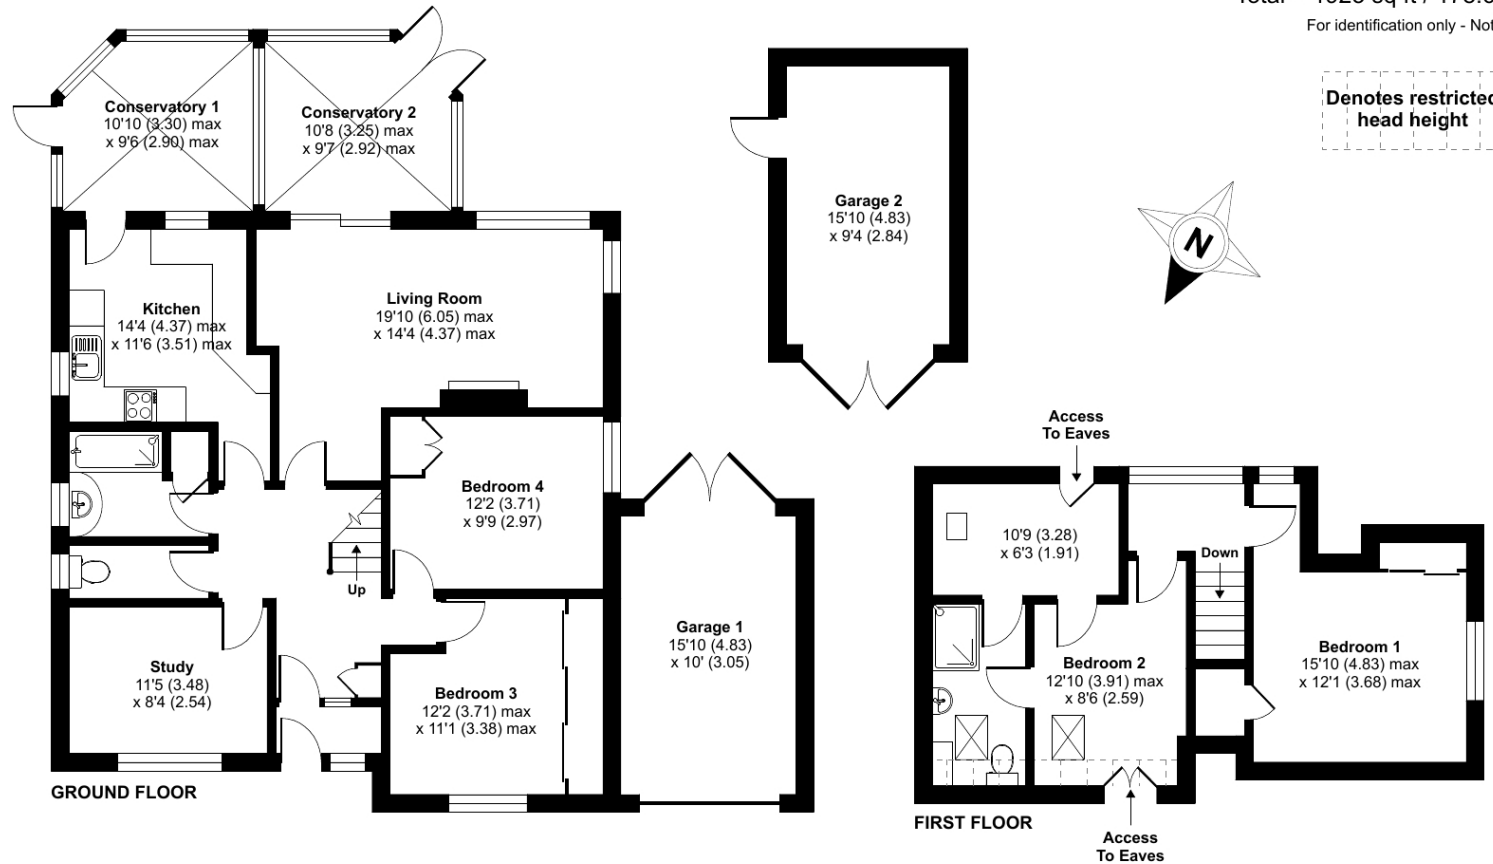 For identification only - Not
Denotes restricted
head height
Conservatory 1
10'10 (3.30) max
x 9'6 (2.90) max
Conservatory 2
10'8 (3.25) max
x 9'7 (2.92) max
Garage 2
15'10 (4.83)
x 9'4 (2.84)
N
Kitchen
14'4 (4.37) max
x 11'6 (3.51) max
Living Room
19'10 (6.05) max
x 14'4 (4.37) max
Bedroom 4
12'2 (3.71)
x 9'9 (2.97)
Up
Study
11'5 (3.48)
x 8'4 (2.54)
Bedroom 3
12'2 (3.71) max
x 11'1 (3.38) max
Garage 1
15'10 (4.83)
x 10' (3.05)
GROUND FLOOR
Access
To Eaves
10'9 (3.28)
x 6'3 (1.91)
Down
Bedroom 2
12'10 (3.91) max
x 8'6 (2.59)
Bedroom 1
15'10 (4.83) max
x 12'1 (3.68) max
FIRST FLOOR
Access
To Eaves